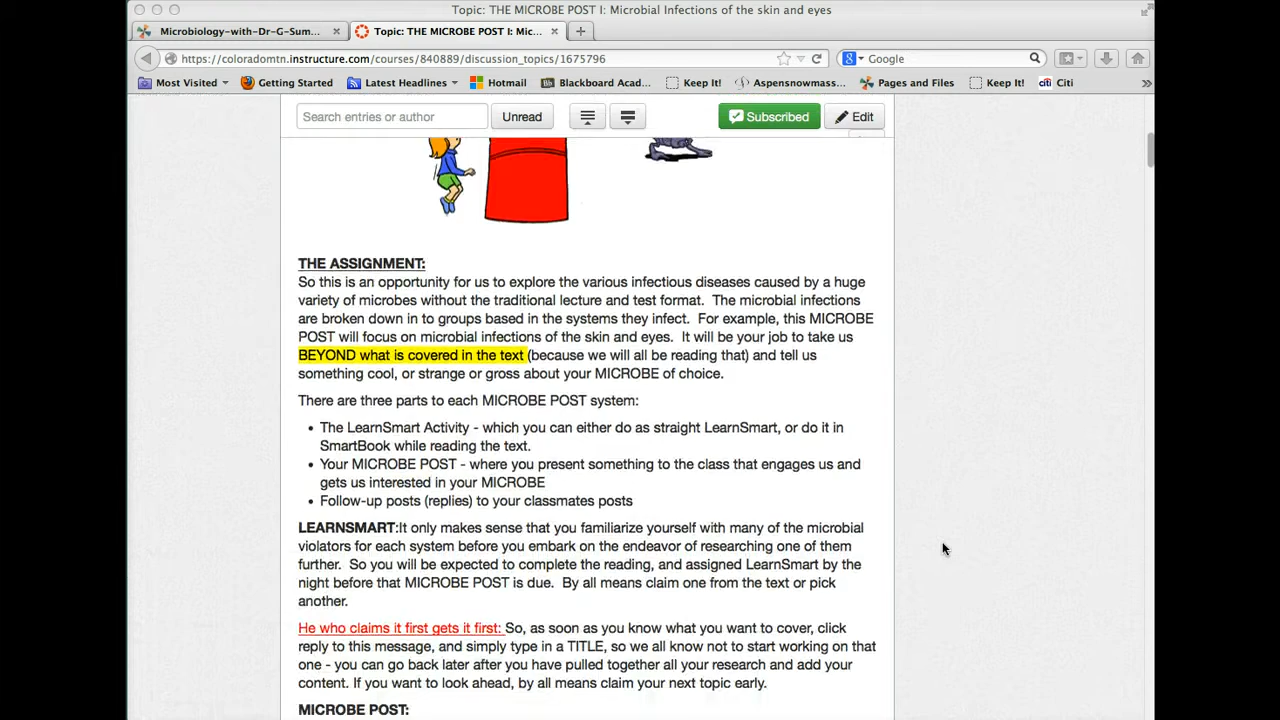 Topic: THE MICROBE POST I: Microbial Infections of the skin and eyes
Microbiology-with-Dr-G-Sum...
Topic: THE MICROBE POST I: Mic...
https://coloradomtn.instructure.com/courses/840889/discussion_topics/1675796
Google
Most Visited
Getting Started
Latest Headlines
Hotmail
Bb
Blackboard Acad...
Keep It!
Aspensnowmass...
Pages and Files
Keep It!
citi
Citi
Search entries or author
Unread
Subscribed
Edit
THE ASSIGNMENT:
So this is an opportunity for us to explore the various infectious diseases caused by a huge
variety of microbes without the traditional lecture and test format. The microbial infections
are broken down in to groups based in the systems they infect. For example, this MICROBE
POST will focus on microbial infections of the skin and eyes. It will be your job to take us
BEYOND what is covered in the text (because we will all be reading that) and tell us
something cool, or strange or gross about your MICROBE of choice.
There are three parts to each MICROBE POST system:
• The LearnSmart Activity - which you can either do as straight LearnSmart, or do it in
SmartBook while reading the text.
• Your MICROBE POST - where you present something to the class that engages us and
gets us interested in your MICROBE
• Follow-up posts (replies) to your classmates posts
LEARNSMART:It only makes sense that you familiarize yourself with many of the microbial
violators for each system before you embark on the endeavor of researching one of them
further. So you will be expected to complete the reading, and assigned LearnSmart by the
night before that MICROBE POST is due. By all means claim one from the text or pick
another.
He who claims it first gets it first: So, as soon as you know what you want to cover, click
reply to this message, and simply type in a TITLE, so we all know not to start working on that
one - you can go back later after you have pulled together all your research and add your
content. If you want to look ahead, by all means claim your next topic early.
MICROBE POST: